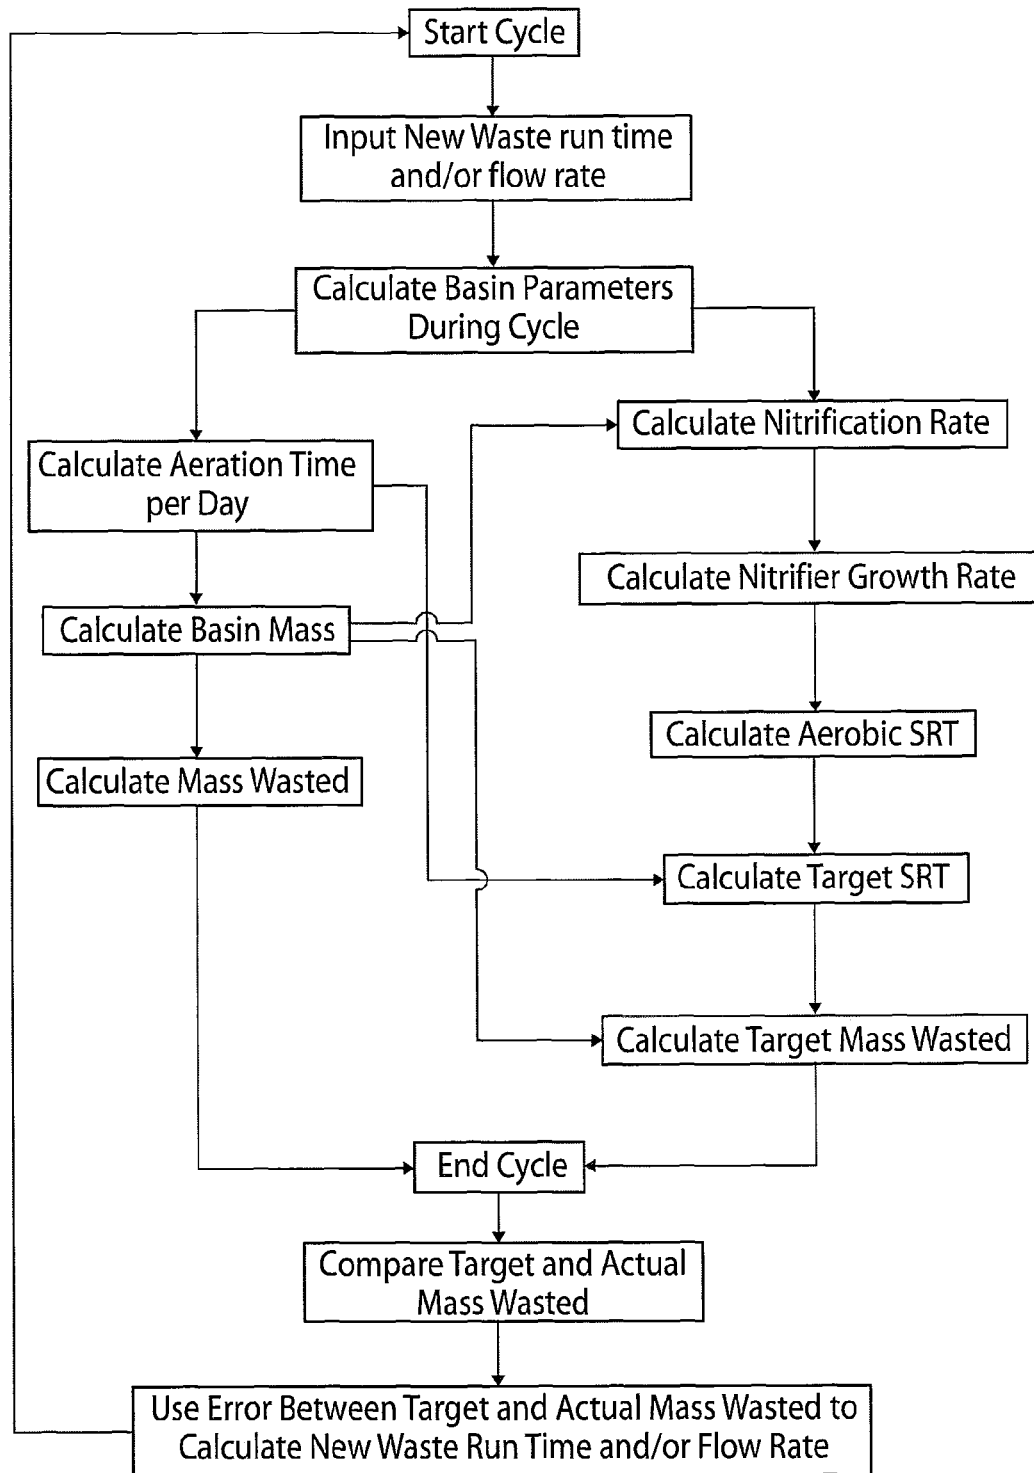 Start Cycle
Input New Waste run time
and/or flow rate
Calculate Basin Parameters
During Cycle
Calculate Nitrification Rate
Calculate Aeration Time
per Day
Calculate Nitrifier Growth Rate
Calculate Basin Mass
Calculate Aerobic SRT
Calculate Mass Wasted
Calculate Target SRT
Calculate Target Mass Wasted
End Cycle
Compare Target and Actual
Mass Wasted
Use Error Between Target and Actual Mass Wasted to
Calculate New Waste Run Time and/or Flow Rate